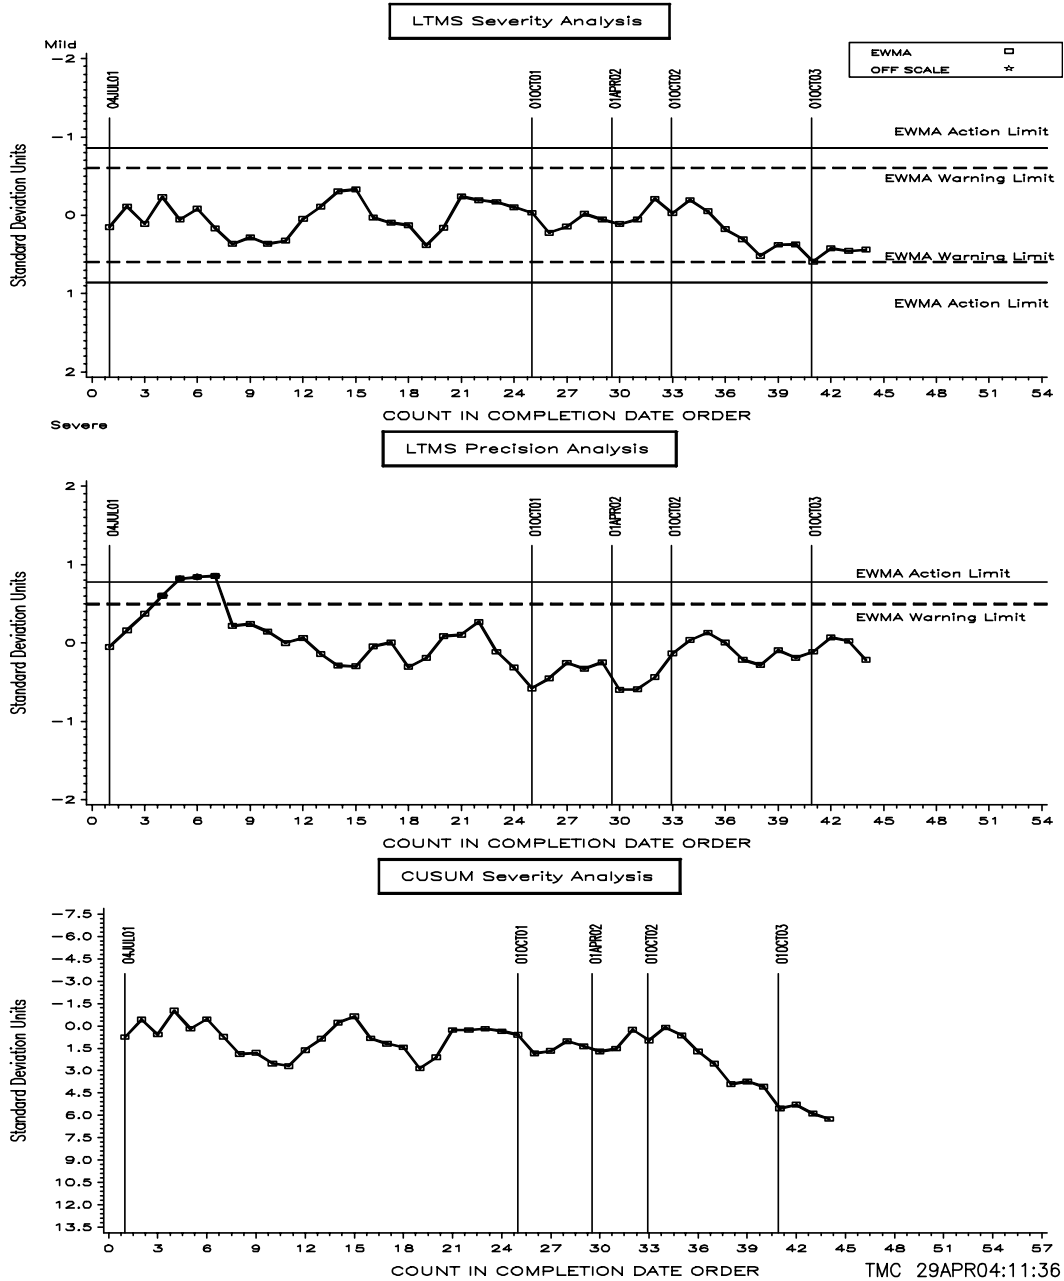 LTMS Severity Analysis
Mild
EWMA
OFF SCALE
04JUL01 01OCT01 01APR02 01OCT02 01OCT03
Standard Deviation Units
-2
-1
0
1
2
EWMA Action Limit
EWMA Warning Limit
EWMA Warning Limit
EWMA Action Limit
0 3 6 9 12 15 18 21 24 27 30 33 36 39 42 45 48 51 54
COUNT IN COMPLETION DATE ORDER
Severe
LTMS Precision Analysis
04JUL01 01OCT01 01APR02 01OCT02 01OCT03
Standard Deviation Units
2
1
0
-1
-2
EWMA Action Limit
EWMA Warning Limit
0 3 6 9 12 15 18 21 24 27 30 33 36 39 42 45 48 51 54
COUNT IN COMPLETION DATE ORDER
CUSUM Severity Analysis
04JUL01 01OCT01 01APR02 01OCT02 01OCT03
Standard Deviation Units
-7.5
-6.0
-4.5
-3.0
-1.5
0.0
1.5
3.0
4.5
6.0
7.5
9.0
10.5
12.0
13.5
0 3 6 9 12 15 18 21 24 27 30 33 36 39 42 45 48 51 54 57
COUNT IN COMPLETION DATE ORDER
TMC 29APR04:11:36